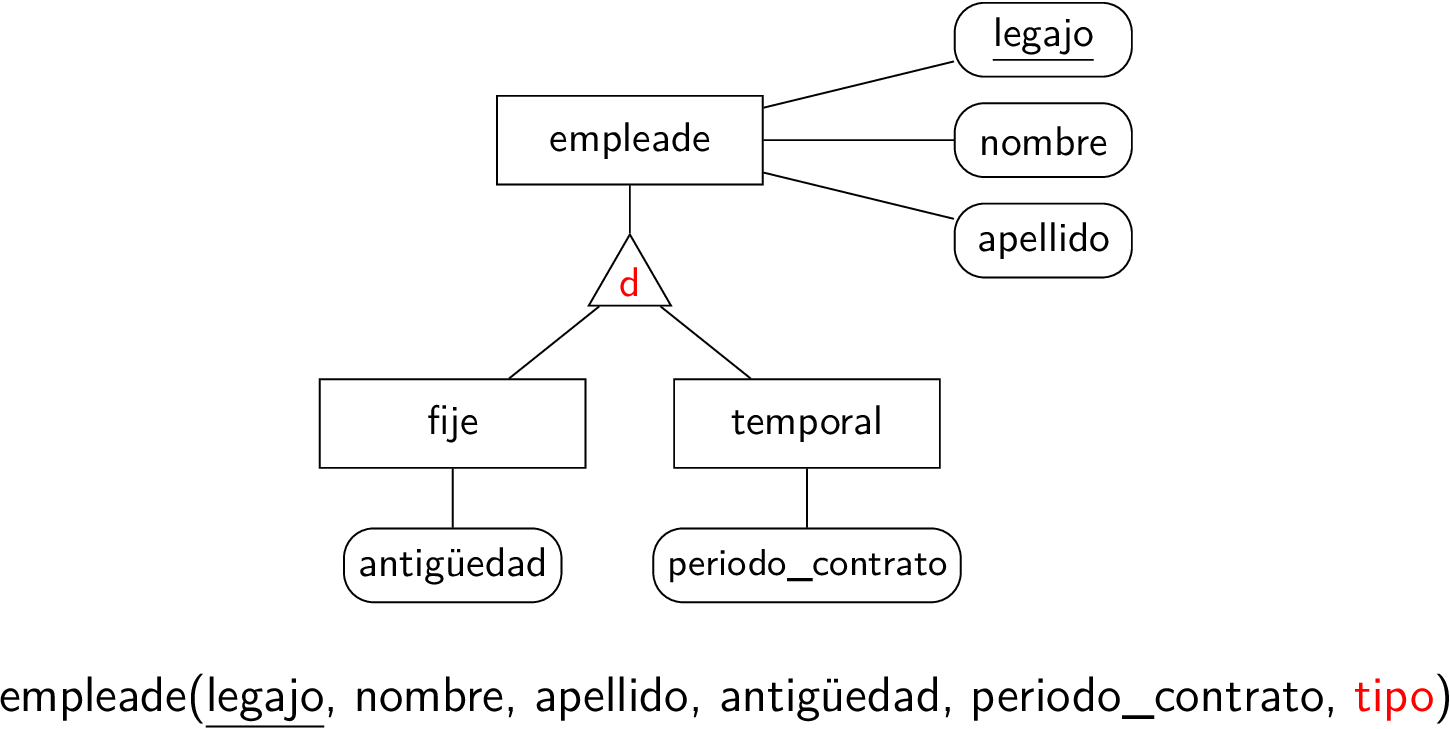 legajo
empleade
nombre
apellido
d
fije
temporal
antigüedad
periodo_contrato
empleade(legajo, nombre, apellido, antigüedad, periodo_contrato, tipo)